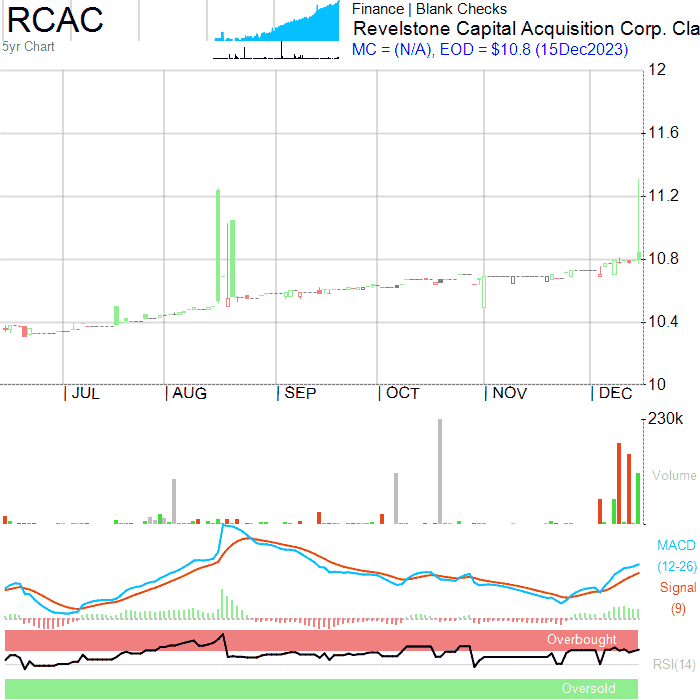 RCAC
5yr Chart
Finance | Blank Checks
Revelstone Capital Acquisition Corp. Cla
MC = (N/A), EOD = $10.8 (15Dec2023)
12
11.6
11.2
10.8
10.4
10
| JUL | AUG | SEP | OCT | NOV | DEC
230k
Volume
MACD
(12-26)
Signal
(9)
Overbought
RSI(14)
Oversold